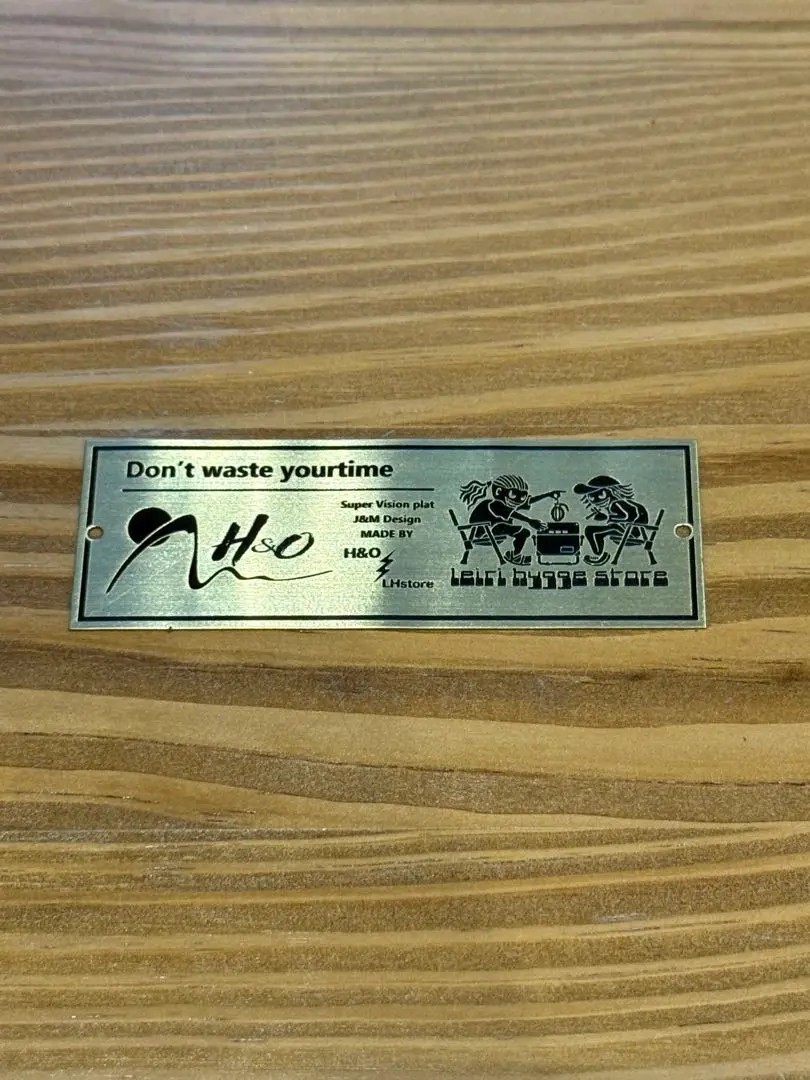 Don't waste yourtime
H&O
Super Vision plat
J&M Design
MADE BY
H&O
LHstore
leiri hygge store